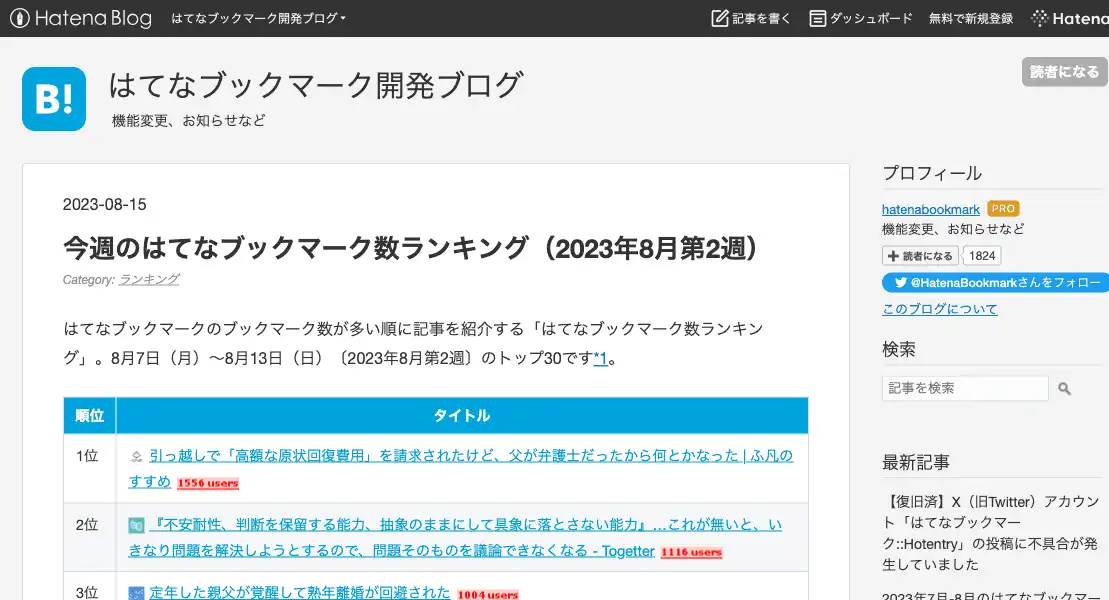 Hatena Blog
はてなブックマーク開発ブログ
記事を書く
ダッシュボード
無料で新規登録
Hatena
B!
はてなブックマーク開発ブログ
機能変更、お知らせなど
読者になる
2023-08-15
今週のはてなブックマーク数ランキング（2023年8月第2週）
Category: ランキング
はてなブックマークのブックマーク数が多い順に記事を紹介する「はてなブックマーク数ランキン
グ」。8月7日（月）〜8月13日（日）〔2023年8月第2週〕のトップ30です*1。
順位 タイトル
1位 引っ越しで「高額な原状回復費用」を請求されたけど、父が弁護士だったから何とかなった | ふ凡の
すすめ 1556 users
2位 『不安耐性、判断を保留する能力、抽象のままにして具象に落とさない能力』…これが無いと、い
きなり問題を解決しようとするので、問題そのものを議論できなくなる - Togetter 1116 users
3位 定年した親父が覚醒して熟年離婚が回避された 1004 users
プロフィール
hatenabookmark PRO
機能変更、お知らせなど
読者になる 1824
@HatenaBookmarkさんをフォロー
このブログについて
検索
記事を検索
最新記事
【復旧済】X（旧Twitter）アカウン
ト「はてなブックマー
ク::Hotentry」の投稿に不具合が発
生していました
2023年7月-8月のはてなブックマー